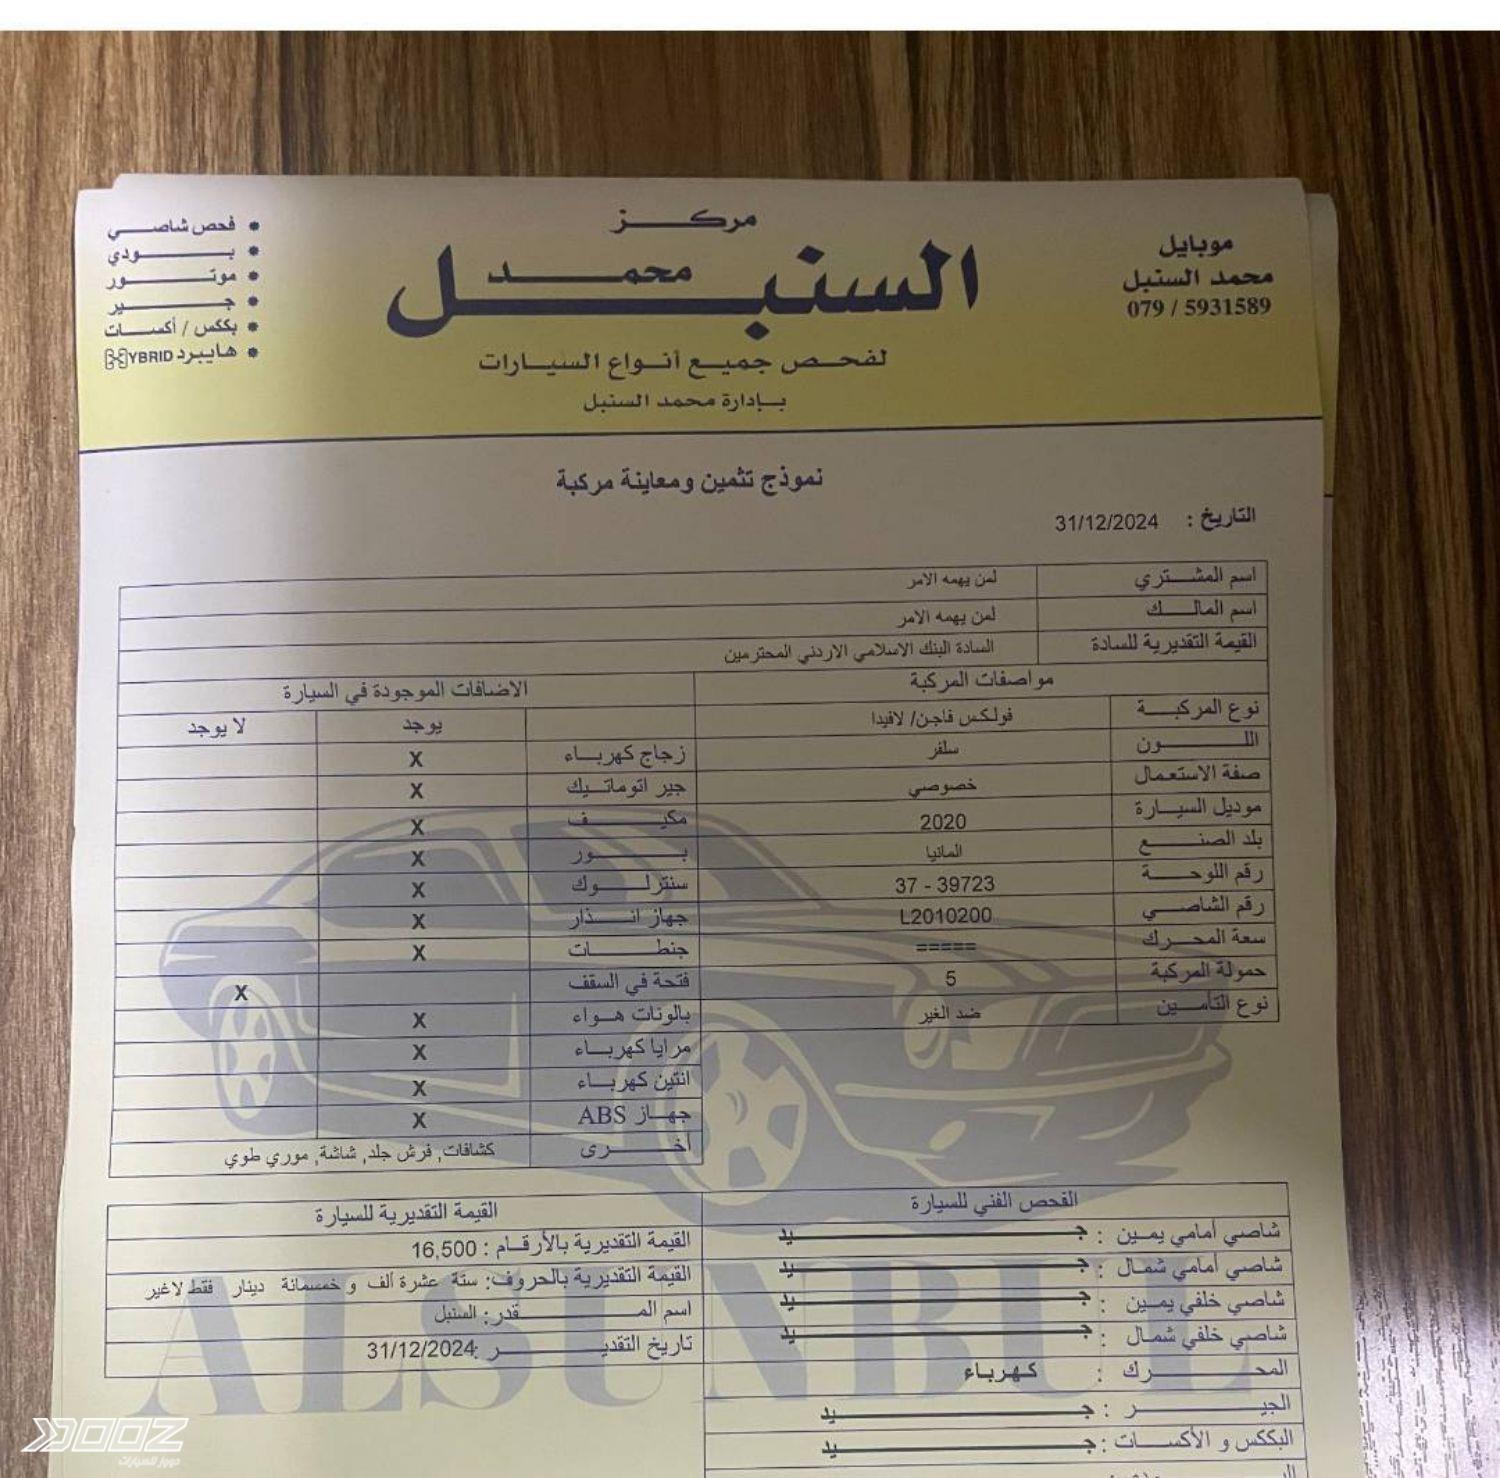 مركز
السنبل
محمد
لفحص جميع أنواع السيارات
بإدارة محمد السنبل
موبايل
محمد السنبل
079 / 5931589
فحص شاصي
بودي
موتور
جير
بكس / أكسات
هايبرد HYBRID
نموذج تثمين ومعاينة مركبة
التاريخ : 31/12/2024
اسم المشتري لمن يهمه الامر
اسم المالك لمن يهمه الامر
القيمة التقديرية للسادة السادة البنك الاسلامي الاردني المحترمين
مواصفات المركبة
نوع المركبة فولكس فاجن/ لافيدا
اللون سلفر
صفة الاستعمال خصوصي
موديل السيارة 2020
بلد الصنع المانيا
رقم اللوحة 37 - 39723
رقم الشاصي L2010200
سعة المحرك =====
حمولة المركبة 5
نوع التأمين ضد الغير
الاضافات الموجودة في السيارة
يوجد لا يوجد
زجاج كهرباء X
جير اتوماتيك X
مكيف X
بور X
سنترلوك X
جهاز انذار X
جنطات X
فتحة في السقف X
بالونات هواء X
مرايا كهرباء X
انتين كهرباء X
جهاز ABS X
أخرى كشافات, فرش جلد, شاشة, موري طوي
الفحص الفني للسيارة
شاصي أمامي يمين : جيد
شاصي أمامي شمال : جيد
شاصي خلفي يمين : جيد
شاصي خلفي شمال : جيد
المحرك : كهرباء
الجير : جيد
البككس و الأكسات : جيد
القيمة التقديرية للسيارة
القيمة التقديرية بالأرقام : 16,500
القيمة التقديرية بالحروف: ستة عشرة ألف و خمسمائة دينار فقط لاغير
اسم المقدر : السنبل
تاريخ التقدير : 31/12/2024
ALSUNBUL
DOOZ
دووز للسيارات